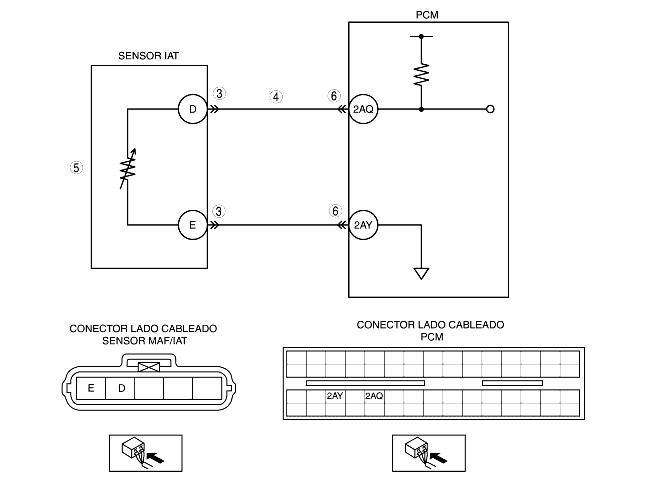 PCM
SENSOR IAT
3
4
6
D
2AQ
5
3
6
E
2AY
CONECTOR LADO CABLEADO
SENSOR MAF/IAT
CONECTOR LADO CABLEADO
PCM
E D
2AY 2AQ